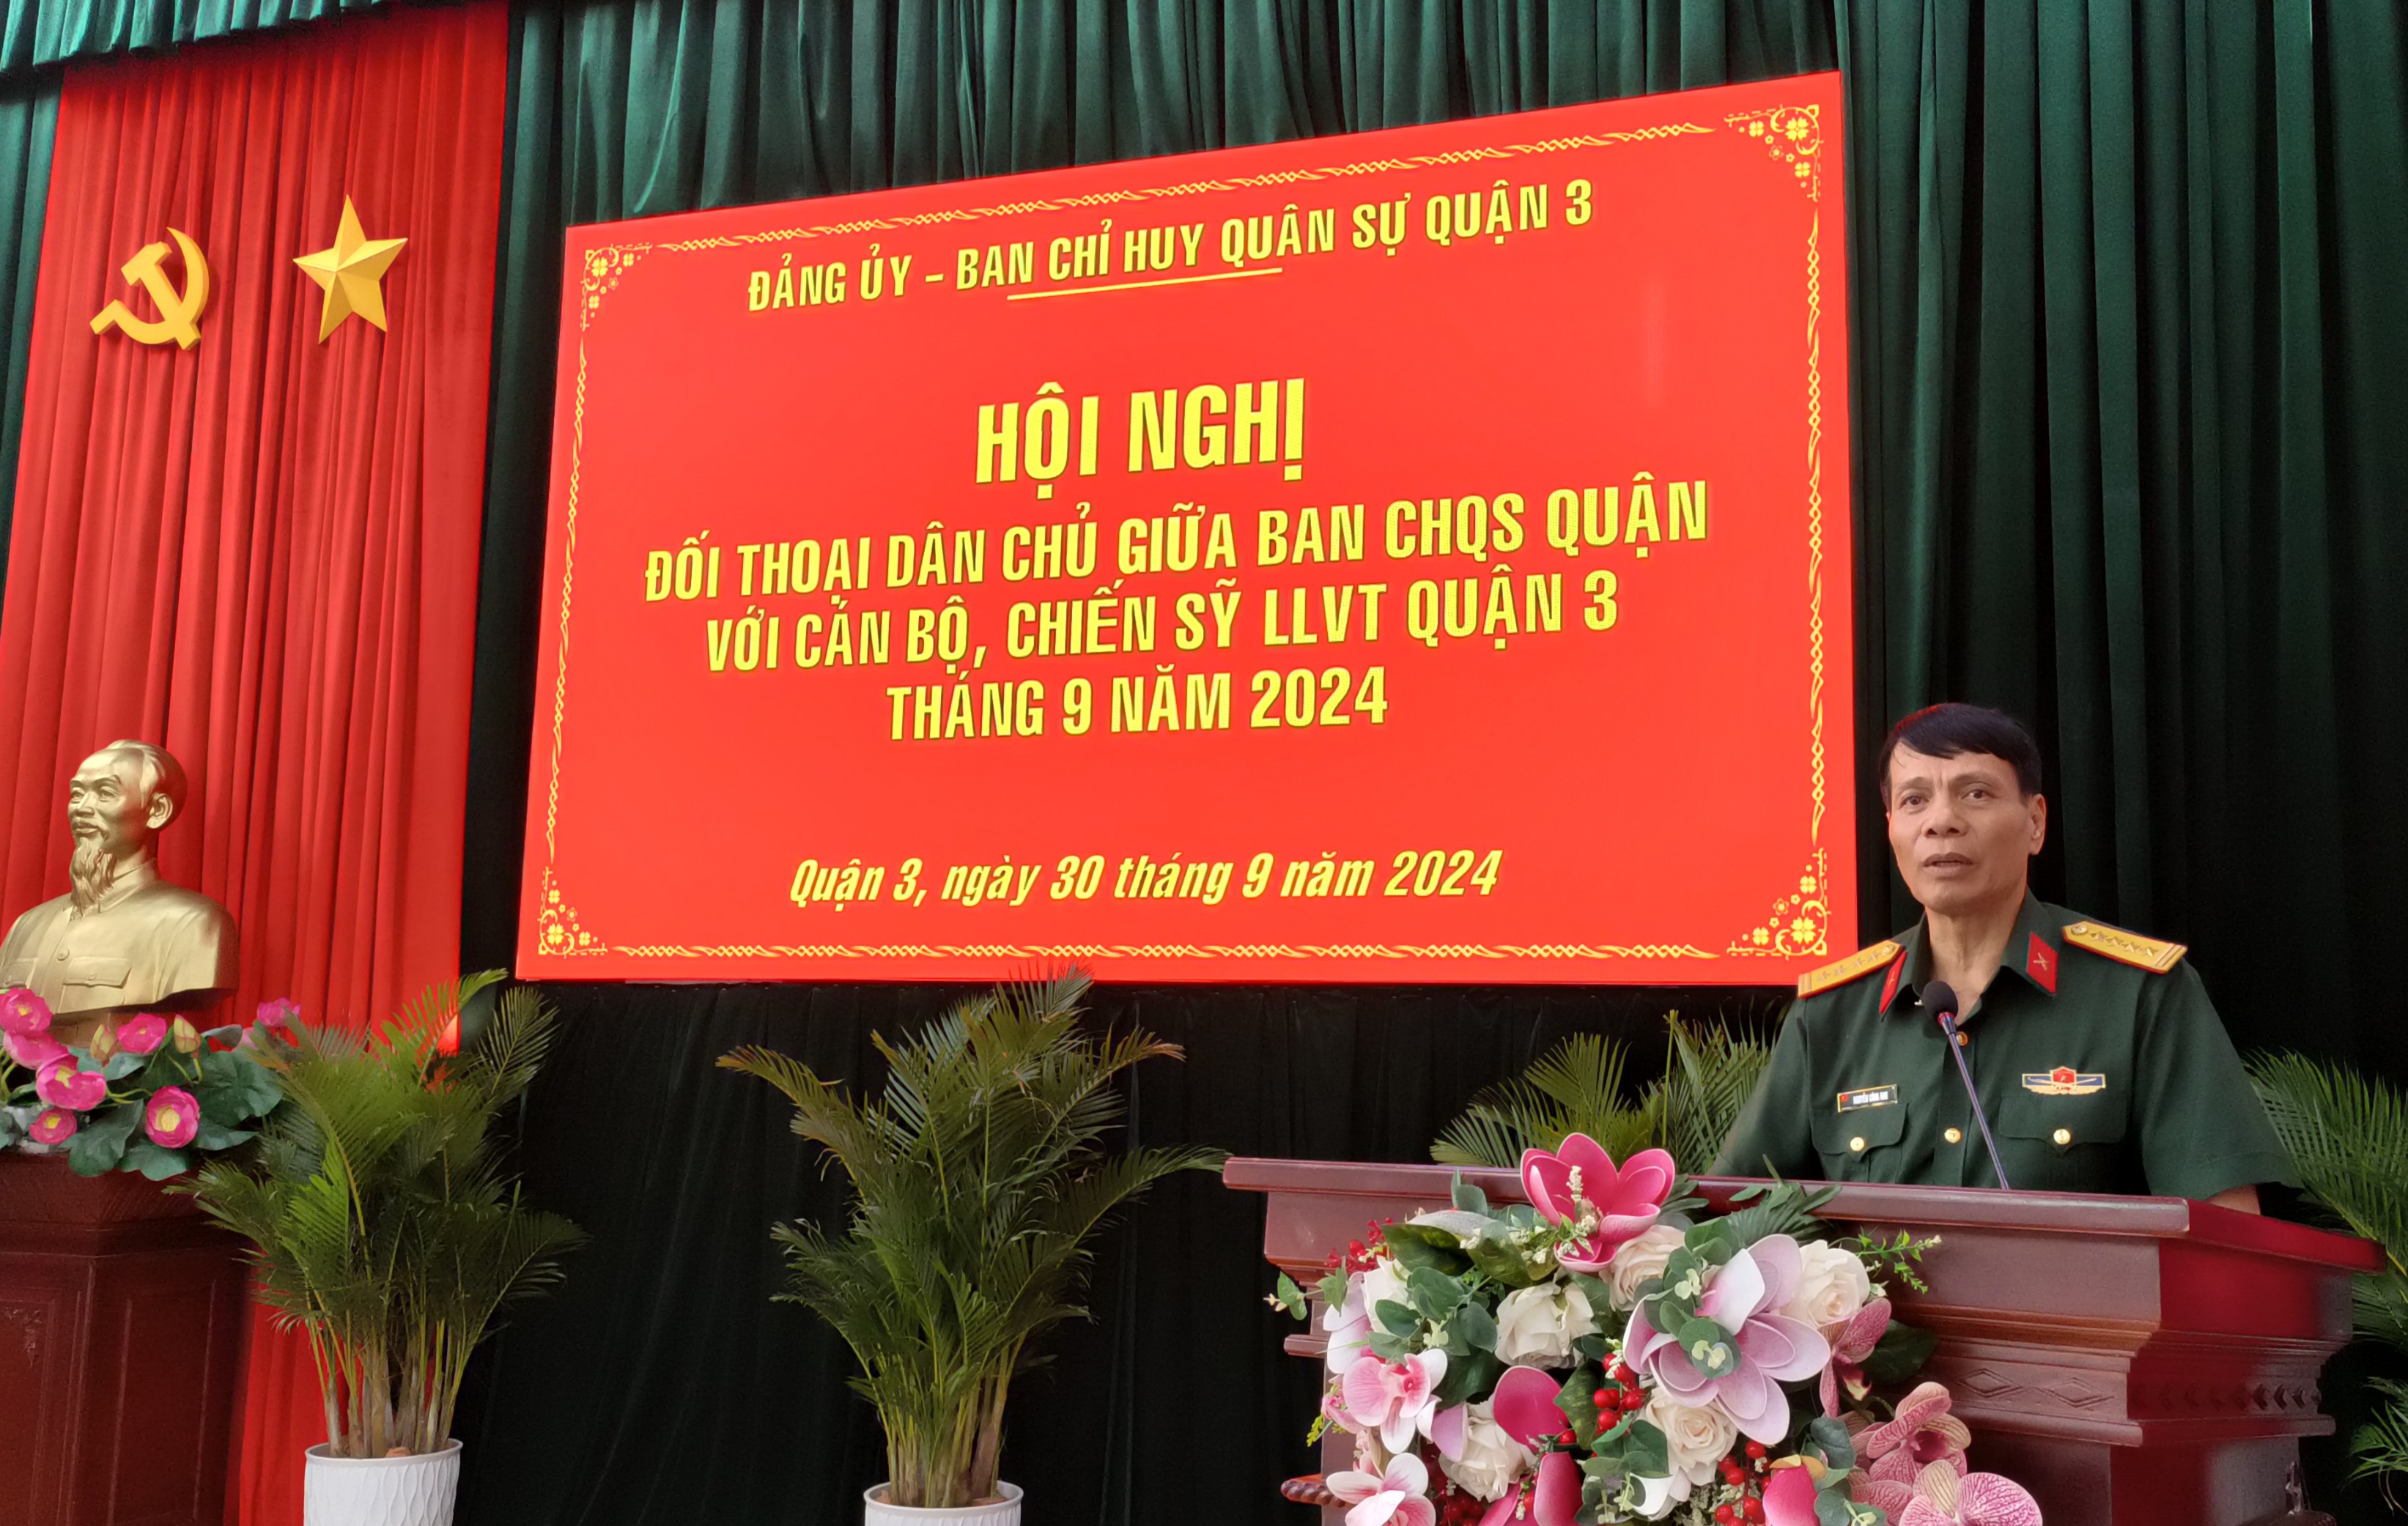 ĐẢNG ỦY - BAN CHỈ HUY QUÂN SỰ QUẬN 3
HỘI NGHỊ
ĐỐI THOẠI DÂN CHỦ GIỮA BAN CHQS QUẬN
VỚI CÁN BỘ, CHIẾN SỸ LLVT QUẬN 3
THÁNG 9 NĂM 2024
Quận 3, ngày 30 tháng 9 năm 2024
NGUYỄN CÔNG